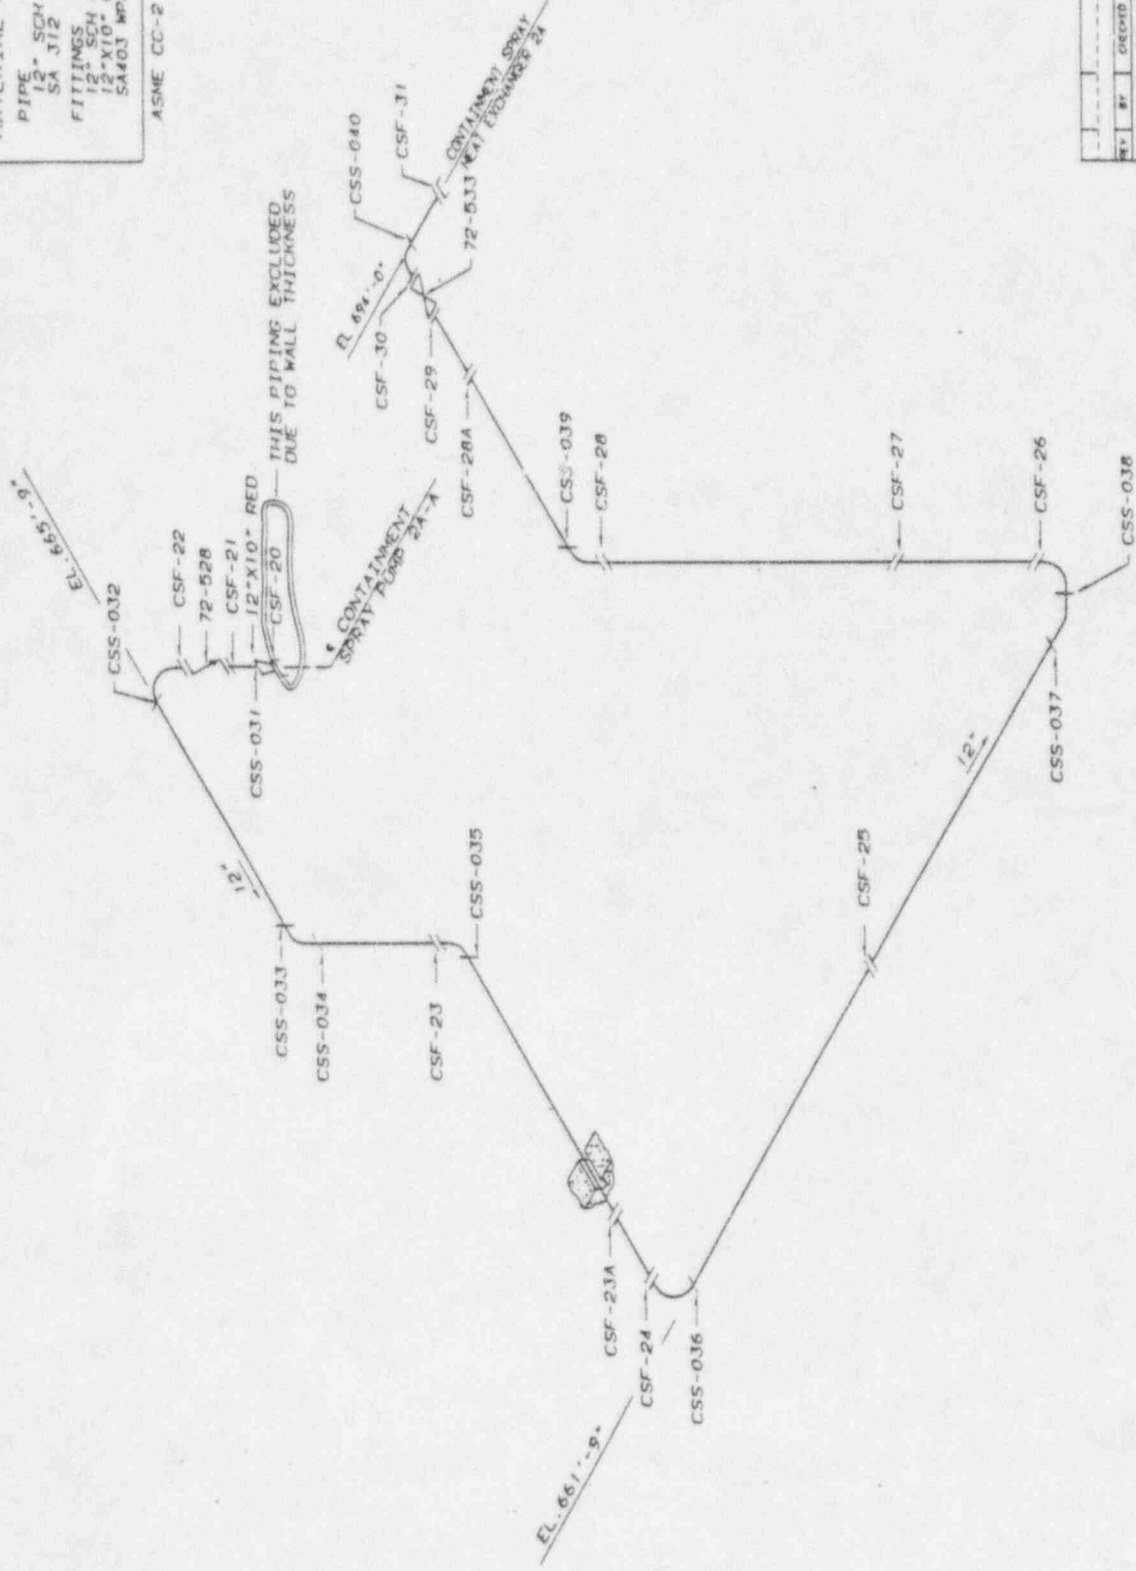 PIPE
12" SCH
SA 312
FITTINGS
12" SCH
12"X10"
SA403 WP
ASME CC-2
CSS-040
CSF-31
CONTAINMENT SPRAY
HEAT EXCHANGER 2A
72-533
EL. 694'-0"
CSF-30
CSF-29
CSF-28A
THIS PIPING EXCLUDED
DUE TO WALL THICKNESS
EL. 665'-9"
CSS-032
CSF-22
72-528
CSF-21
12"X10" RED
CSF-20
CSS-031
CONTAINMENT
SPRAY PUMP 2A-A
12"
CSS-033
CSS-034
CSF-23
CSS-035
CSS-039
CSF-28
CSF-27
CSF-26
CSS-038
CSS-037
12"
CSF-25
CSF-23A
CSF-24
CSS-036
EL. 661'-9"
REV BY CHECKED